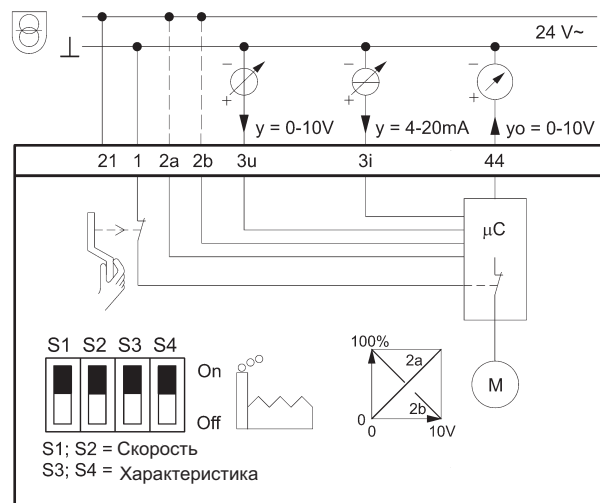 24 V~
⊥
− − −
+ + +
y = 0-10V y = 4-20mA yo = 0-10V
21 1 2a 2b 3u 3i 44
µC
S1 S2 S3 S4
On
Off
100%
2a
2b
0
0 10V
M
S1; S2 = Скорость
S3; S4 = Характеристика